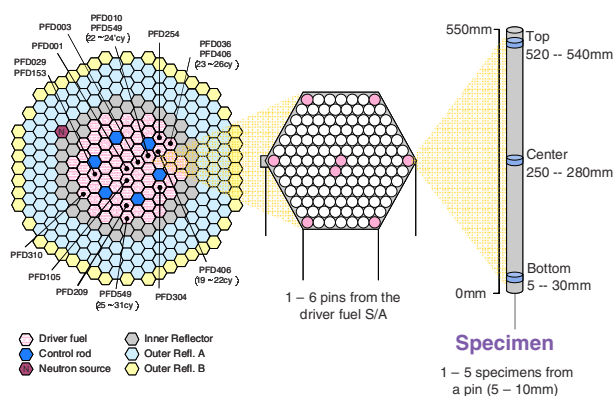 PFD010
PFD549
(22 ~24'cy)
PFD003
PFD254
PFD001
PFD036
PFD406
(23 ~26cy)
PFD029
PFD153
N
PFD310
PFD105
PFD209
PFD549
(25 ~31cy)
PFD304
PFD406
(19 ~22cy)
Driver fuel
Control rod
N Neutron source
Inner Reflector
Outer Refl. A
Outer Refl. B
1 – 6 pins from the
driver fuel S/A
550mm
Top
520 -- 540mm
Center
250 -- 280mm
Bottom
5 -- 30mm
0mm
Specimen
1 – 5 specimens from
a pin (5 – 10mm)